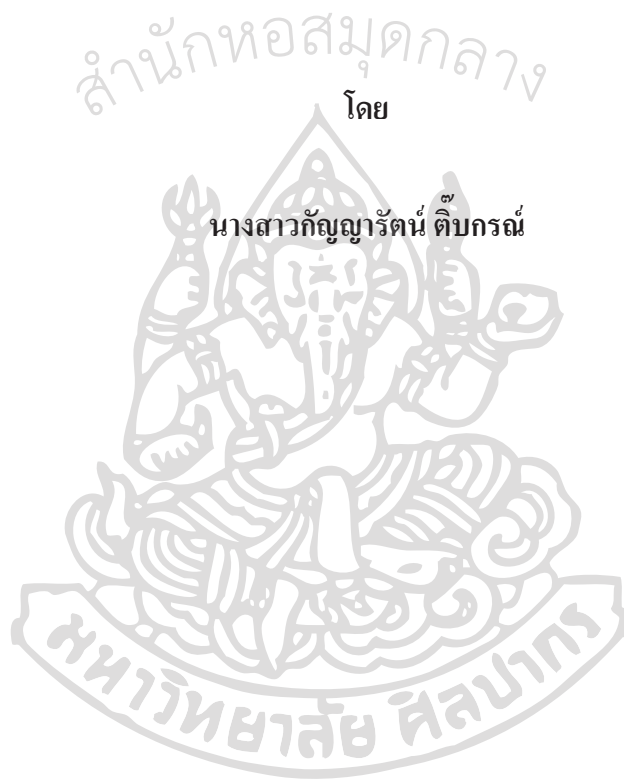 สำนักหอสมุดกลาง
โดย
นางสาวกัญญารัตน์ ติ๊บกรณ์
มหาวิทยาลัย ศิลปากร